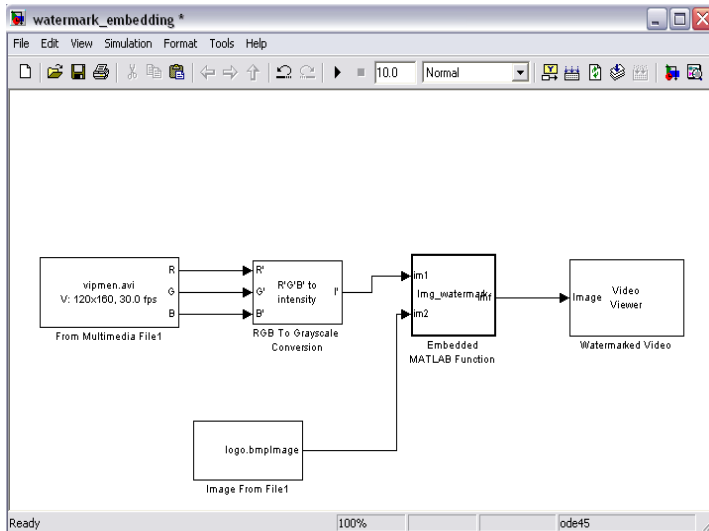 watermark_embedding *
File Edit View Simulation Format Tools Help
10.0 Normal
vipmen.avi
V: 120x160, 30.0 fps
R
G
B
From Multimedia File1
R'
G'
B'
R'G'B' to
intensity
I'
RGB To Grayscale
Conversion
im1
im2
Img_watermark
imf
Embedded
MATLAB Function
Image
Video
Viewer
Watermarked Video
logo.bmp
Image
Image From File1
Ready 100% ode45